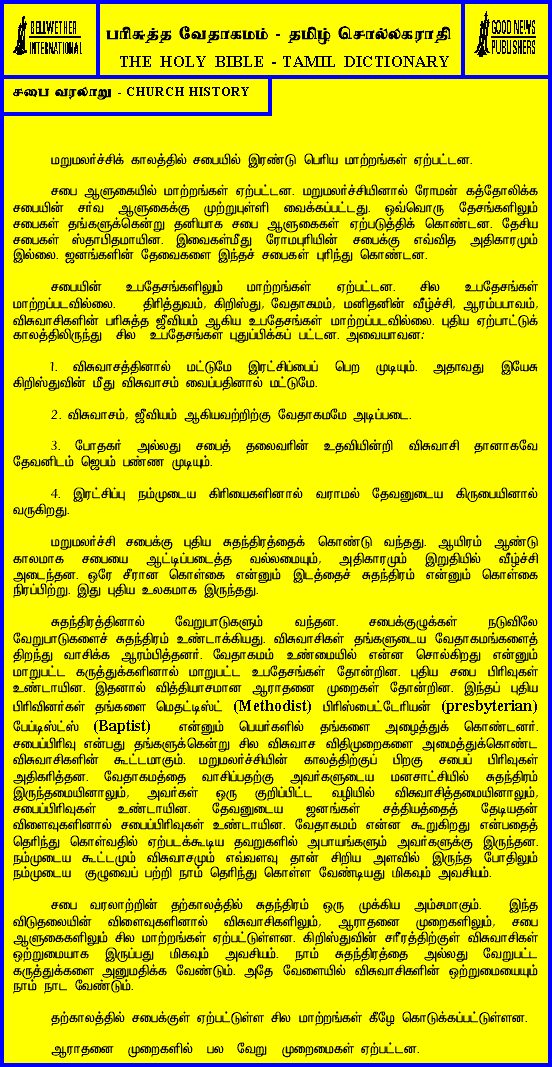 BELLWETHER
INTERNATIONAL
பரிசுத்த வேதாகமம் - தமிழ் சொல்லகராதி
THE HOLY BIBLE - TAMIL DICTIONARY
GOOD NEWS
PUBLISHERS
சபை வரலாறு - CHURCH HISTORY
மறுமலர்ச்சிக் காலத்தில் சபையில் இரண்டு பெரிய மாற்றங்கள் ஏற்பட்டன.
சபை ஆளுகையில் மாற்றங்கள் ஏற்பட்டன. மறுமலர்ச்சியினால் ரோமன் கத்தோலிக்க
சபையின் சர்வ ஆளுகைக்கு முற்றுபுள்ளி வைக்கப்பட்டது. ஒவ்வொரு தேசங்களிலும்
சபைகள் தங்களுக்கென்று தனியாக சபை ஆளுகைகள் ஏற்படுத்திக் கொண்டன. தேசிய
சபைகள் ஸ்தாபிதமாயின. இவைகள்மீது ரோமபுரியின் சபைக்கு எவ்வித அதிகாரமும்
இல்லை. ஜனங்களின் தேவைகளை இந்தச் சபைகள் புரிந்து கொண்டன.
சபையின் உபதேசங்களிலும் மாற்றங்கள் ஏற்பட்டன. சில உபதேசங்கள்
மாற்றப்படவில்லை. திரித்துவம், கிறிஸ்து, வேதாகமம், மனிதனின் வீழ்ச்சி, ஆரம்பபாவம்,
விசுவாசிகளின் பரிசுத்த ஜீவியம் ஆகிய உபதேசங்கள் மாற்றப்படவில்லை. புதிய ஏற்பாட்டுக்
காலத்திலிருந்து சில உபதேசங்கள் புதுப்பிக்கப் பட்டன. அவையாவன:
1. விசுவாசத்தினால் மட்டுமே இரட்சிப்பைப் பெற முடியும். அதாவது இயேசு
கிறிஸ்துவின் மீது விசுவாசம் வைப்பதினால் மட்டுமே.
2. விசுவாசம், ஜீவியம் ஆகியவற்றிற்கு வேதாகமமே அடிப்படை.
3. போதகர் அல்லது சபைத் தலைவரின் உதவியின்றி விசுவாசி தானாகவே
தேவனிடம் ஜெபம் பண்ண முடியும்.
4. இரட்சிப்பு நம்முடைய கிரியைகளினால் வராமல் தேவனுடைய கிருபையினால்
வருகிறது.
மறுமலர்ச்சி சபைக்கு புதிய சுதந்திரத்தைக் கொண்டு வந்தது. ஆயிரம் ஆண்டு
காலமாக சபையை ஆட்டிப்படைத்த வல்லமையும், அதிகாரமும் இறுதியில் வீழ்ச்சி
அடைந்தன. ஒரே சீரான கொள்கை என்னும் இடத்தைச் சுதந்திரம் என்னும் கொள்கை
நிரப்பிற்று. இது புதிய உலகமாக இருந்தது.
சுதந்திரத்தினால் வேறுபாடுகளும் வந்தன. சபைக்குழுக்கள் நடுவிலே
வேறுபாடுகளைச் சுதந்திரம் உண்டாக்கியது. விசுவாசிகள் தங்களுடைய வேதாகமங்களைத்
திறந்து வாசிக்க ஆரம்பித்தனர். வேதாகமம் உண்மையில் என்ன சொல்கிறது என்னும்
மாறுபட்ட கருத்துக்களினால் மாறுபட்ட உபதேசங்கள் தோன்றின. புதிய சபை பிரிவுகள்
உண்டாயின. இதனால் வித்தியாசமான ஆராதனை முறைகள் தோன்றின. இந்தப் புதிய
பிரிவினர்கள் தங்களை மெதட்டிஸ்ட் (Methodist) பிரிஸ்பைட்டேரியன் (presbyterian)
பேப்டிஸ்ட்ஸ் (Baptist) என்னும் பெயர்களில் தங்களை அழைத்துக் கொண்டனர்.
சபைப்பிரிவு என்பது தங்களுக்கென்று சில விசுவாச விதிமுறைகளை அமைத்துக்கொண்ட
விசுவாசிகளின் கூட்டமாகும். மறுமலர்ச்சியின் காலத்திற்குப் பிறகு சபைப் பிரிவுகள்
அதிகரித்தன. வேதாகமத்தை வாசிப்பதற்கு அவர்களுடைய மனசாட்சியில் சுதந்திரம்
இருந்தமையினாலும், அவர்கள் ஒரு குறிப்பிட்ட வழியில் விசுவாசித்தமையினாலும்,
சபைப்பிரிவுகள் உண்டாயின. தேவனுடைய ஜனங்கள் சத்தியத்தைத் தேடியதன்
விளைவுகளினால் சபைப்பிரிவுகள் உண்டாயின. வேதாகமம் என்ன கூறுகிறது என்பதைத்
தெரிந்து கொள்வதில் ஏற்படக்கூடிய தவறுகளில் அபாயங்களும் அவர்களுக்கு இருந்தன.
நம்முடைய கூட்டமும் விசுவாசமும் எவ்வளவு தான் சிறிய அளவில் இருந்த போதிலும்
நம்முடைய குழுவைப் பற்றி நாம் தெரிந்து கொள்ள வேண்டியது மிகவும் அவசியம்.
சபை வரலாற்றின் தற்காலத்தில் சுதந்திரம் ஒரு முக்கிய அம்சமாகும். இந்த
விடுதலையின் விளைவுகளினால் விசுவாசிகளிலும், ஆராதனை முறைகளிலும், சபை
ஆளுகைகளிலும் சில மாற்றங்கள் ஏற்பட்டுள்ளன. கிறிஸ்துவின் சரீரத்திற்குள் விசுவாசிகள்
ஒற்றுமையாக இருப்பது மிகவும் அவசியம். நாம் சுதந்திரத்தை அல்லது வேறுபட்ட
கருத்துக்களை அனுமதிக்க வேண்டும். அதே வேளையில் விசுவாசிகளின் ஒற்றுமையையும்
நாம் நாட வேண்டும்.
தற்காலத்தில் சபைக்குள் ஏற்பட்டுள்ள சில மாற்றங்கள் கீழே கொடுக்கப்பட்டுள்ளன.
ஆராதனை முறைகளில் பல வேறு முறைமைகள் ஏற்பட்டன.